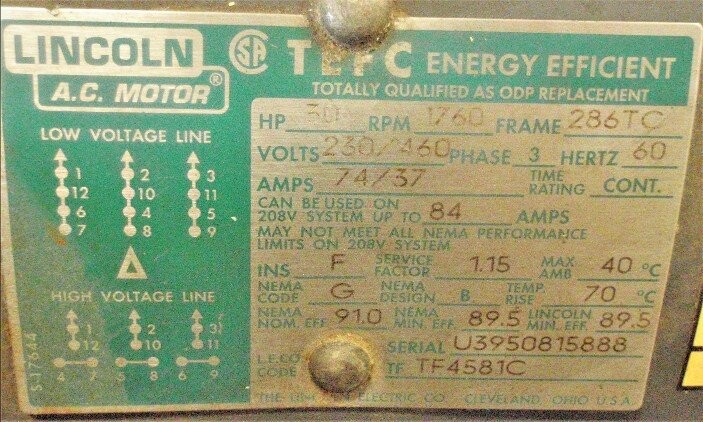 LINCOLN
A.C. MOTOR®
SA
TEFC ENERGY EFFICIENT
TOTALLY QUALIFIED AS ODP REPLACEMENT
HP 30 RPM 1760 FRAME 286TC
VOLTS 230/460 PHASE 3 HERTZ 60
AMPS 74/37 TIME RATING CONT.
CAN BE USED ON
208V SYSTEM UP TO 84 AMPS
MAY NOT MEET ALL NEMA PERFORMANCE
LIMITS ON 208V SYSTEM
INS F SERVICE FACTOR 1.15 MAX AMB 40 °C
NEMA CODE G NEMA DESIGN B TEMP. RISE 70 °C
NEMA NOM EFF 91.0 NEMA MIN EFF 89.5 LINCOLN MIN. EFF 89.5
SERIAL U3950815888
L.E.CO CODE TF TF4581C
THE LINCOLN ELECTRIC CO. CLEVELAND, OHIO U.S.A.
LOW VOLTAGE LINE
1 2 3
12 10 11
6 4 5
7 8 9
Δ
HIGH VOLTAGE LINE
1 2 3
12 10 11
4 7 5 8 6 9
S-17644